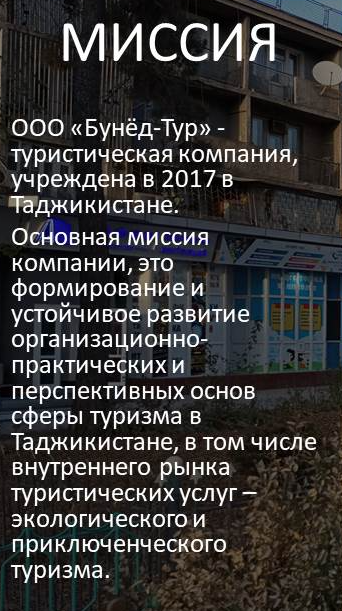 МИССИЯ
ООО «Бунёд-Тур» -
туристическая компания,
учреждена в 2017 в
Таджикистане.
Основная миссия
компании, это
формирование и
устойчивое развитие
организационно-
практических и
перспективных основ
сферы туризма в
Таджикистане, в том числе
внутреннего рынка
туристических услуг –
экологического и
приключенческого
туризма.